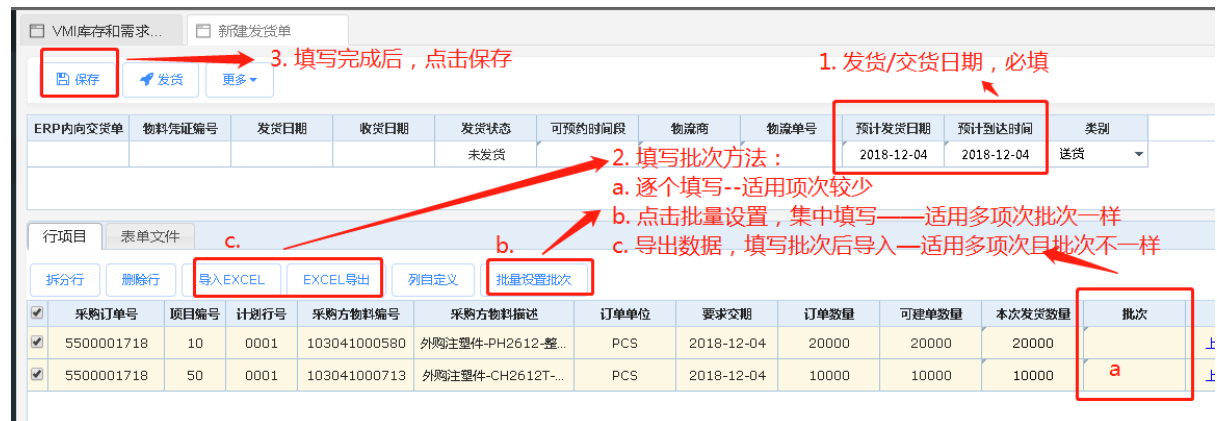 VMI库存和需求... 新建发货单
保存 发货 更多 3. 填写完成后，点击保存 1. 发货/交货日期，必填
ERP内向交货单 物料凭证编号 发货日期 收货日期 发货状态 可预约时间段 物流商 物流单号 预计发货日期 预计到达时间 类别
未发货 2018-12-04 2018-12-04 送货
2. 填写批次方法：
a. 逐个填写--适用项次较少
b. 点击批量设置，集中填写——适用多项次批次一样
c. 导出数据，填写批次后导入—适用多项次且批次不一样
行项目 表单文件 c. b.
拆分行 删除行 导入EXCEL EXCEL导出 列自定义 批量设置批次
采购订单号 项目编号 计划行号 采购方物料编号 采购方物料描述 订单单位 要求交期 订单数量 可建单数量 本次发货数量 批次
5500001718 10 0001 103041000580 外购注塑件-PH2612-整... PCS 2018-12-04 20000 20000 20000
5500001718 50 0001 103041000713 外购注塑件-CH2612T-... PCS 2018-12-04 10000 10000 10000 a